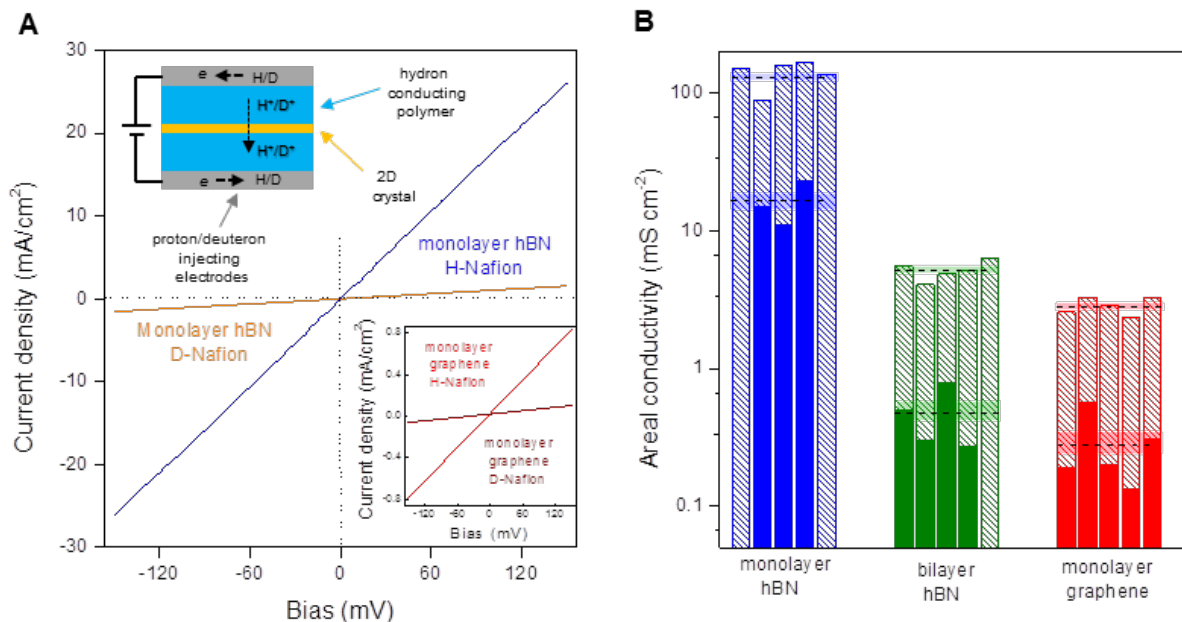 A
Current density (mA/cm²)
30
20
10
0
-10
-20
-30
-120
-60
0
60
120
Bias (mV)
e
H/D
H⁺/D⁺
H⁺/D⁺
e
H/D
hydron
conducting
polymer
2D
crystal
proton/deuteron
injecting
electrodes
monolayer hBN
H-Nafion
Monolayer hBN
D-Nafion
Current density (mA/cm²)
0.8
0.4
0.0
-0.4
-0.8
monolayer
graphene
H-Nafion
monolayer
graphene
D-Nafion
-120
-60
0
60
120
Bias (mV)
B
Areal conductivity (mS cm⁻²)
100
10
1
0.1
monolayer
hBN
bilayer
hBN
monolayer
graphene